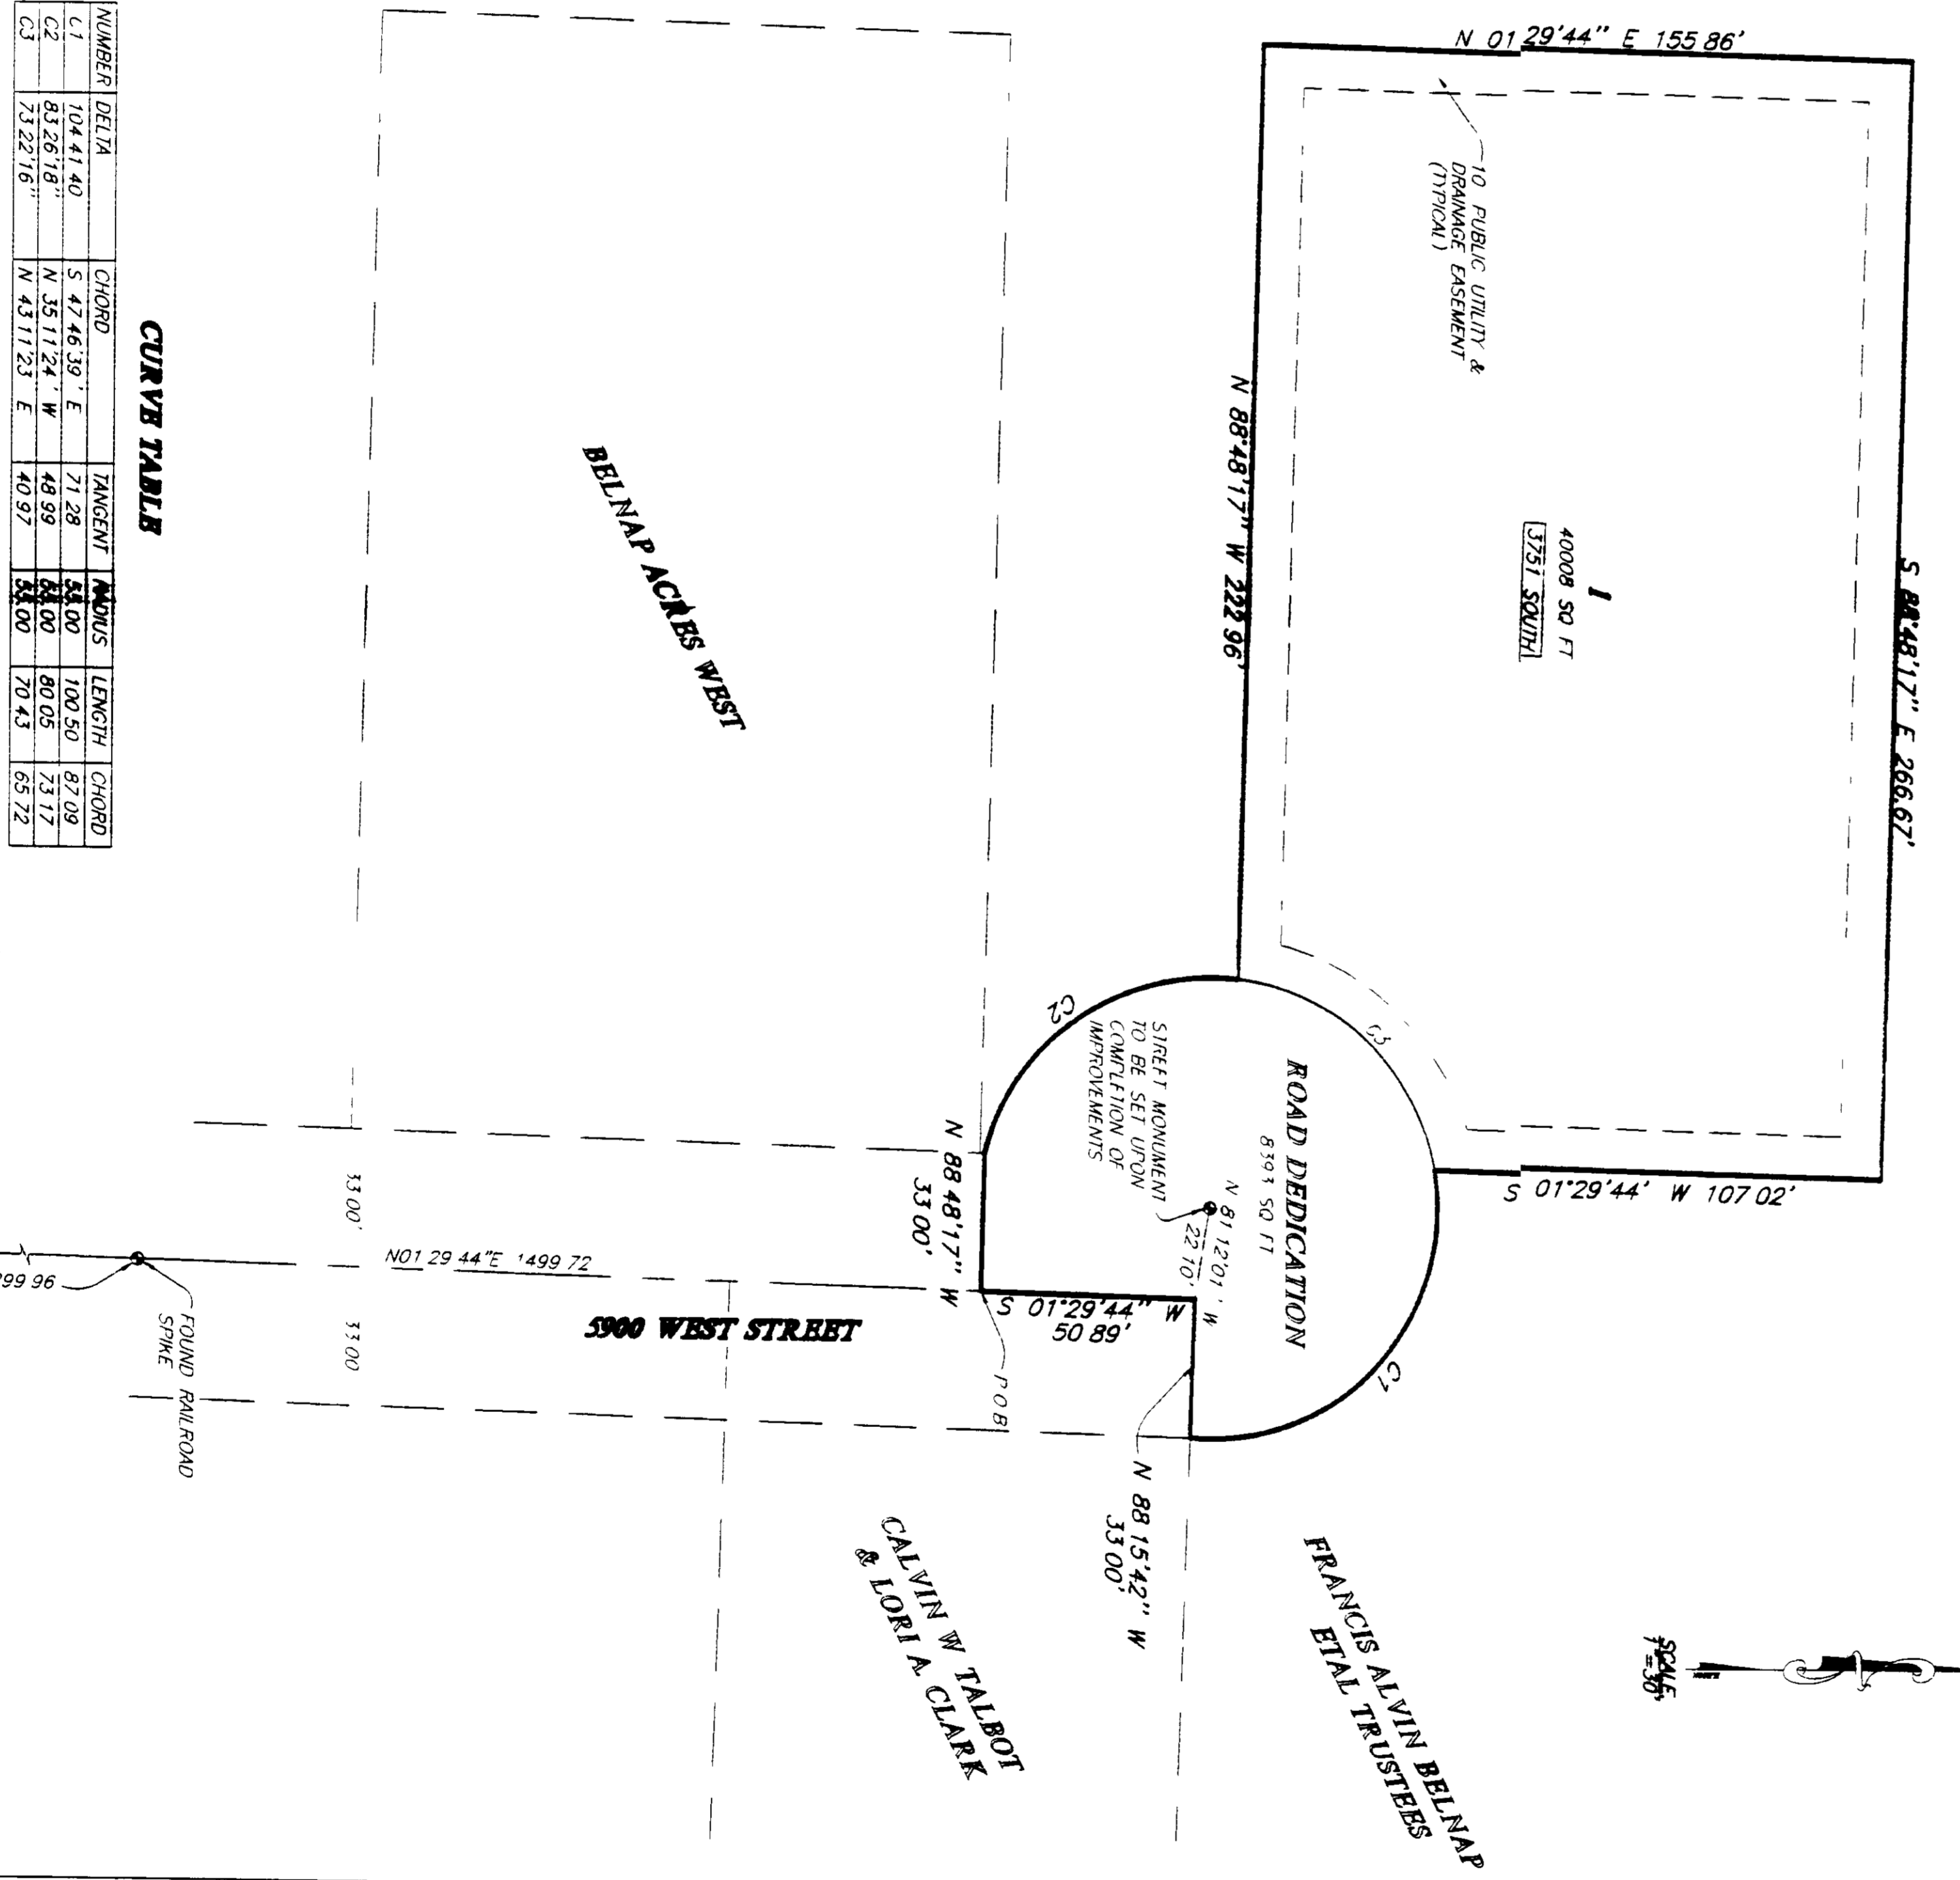 N 01 29'44" E 155 86'
S 88°48'17" E 266.67'
10 PUBLIC UTILITY &
DRAINAGE EASEMENT
(TYPICAL)
1
40008 SQ FT
3751 SOUTH
N 88°48'17" W 222 96'
S 01°29'44' W 107 02'
C3
C2
C1
ROAD DEDICATION
8393 SQ FT
N 81 12'01' W
22 10'
STREET MONUMENT
TO BE SET UPON
COMPLETION OF
IMPROVEMENTS
N 88 48'17" W
33 00'
S 01°29'44" W
50 89'
P O B
N 88 15'42" W
33 00'
BELNAP ACRES WEST
5900 WEST STREET
N01 29 44"E 1499 72
33 00'
33 00
FOUND RAILROAD
SPIKE
99 96
CALVIN W TALBOT
& LORI A CLARK
FRANCIS ALVIN BELNAP
ETAL TRUSTEES
SCALE
1"=30'
CURVE TABLE
NUMBER DELTA CHORD TANGENT RADIUS LENGTH CHORD
C1 104 41 40 S 47 46'39' E 71 28 55 00 100 50 87 09
C2 83 26'18" N 35 11'24' W 48 99 55 00 80 05 73 17
C3 73 22'16" N 43 11'23 E 40 97 55 00 70 43 65 72